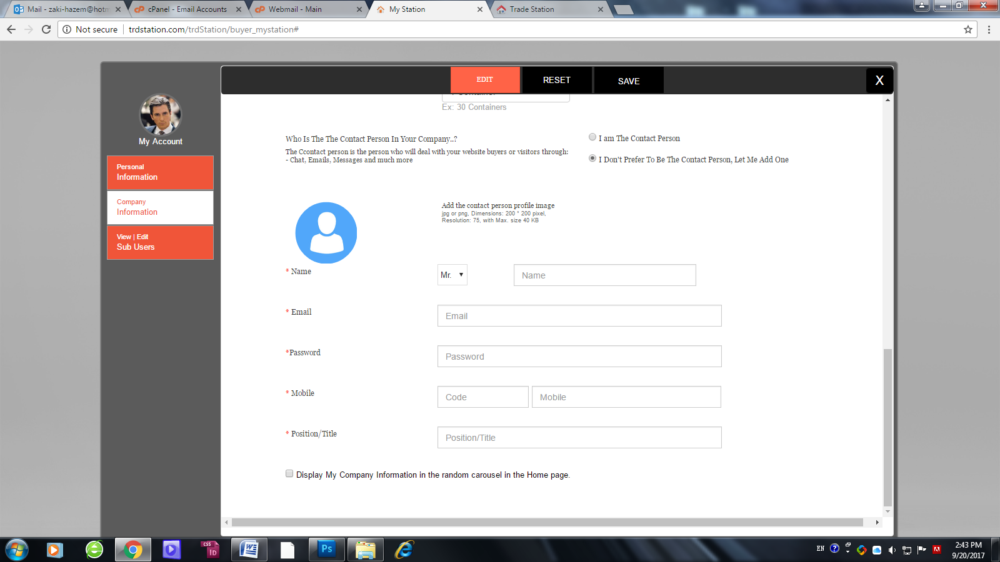 Mail - zaki-hazem@hotm
cPanel - Email Accounts
Webmail - Main
My Station
Trade Station
Not secure
trdstation.com/trdStation/buyer_mystation#
EDIT
RESET
SAVE
X
Ex: 30 Containers
My Account
Personal
Information
Company
Information
View | Edit
Sub Users
Who Is The The Contact Person In Your Company..?
The Ccontact person is the person who will deal with your website buyers or visitors through:
- Chat, Emails, Messages and much more
I am The Contact Person
I Don't Prefer To Be The Contact Person, Let Me Add One
Add the contact person profile image
jpg or png, Dimensions: 200 * 200 pixel,
Resolution: 75, with Max. size 40 KB
* Name
Mr.
Name
* Email
Email
*Password
Password
* Mobile
Code
Mobile
* Position/Title
Position/Title
Display My Company Information in the random carousel in the Home page.
CS5
ID
Ps
EN
2:43 PM
9/20/2017